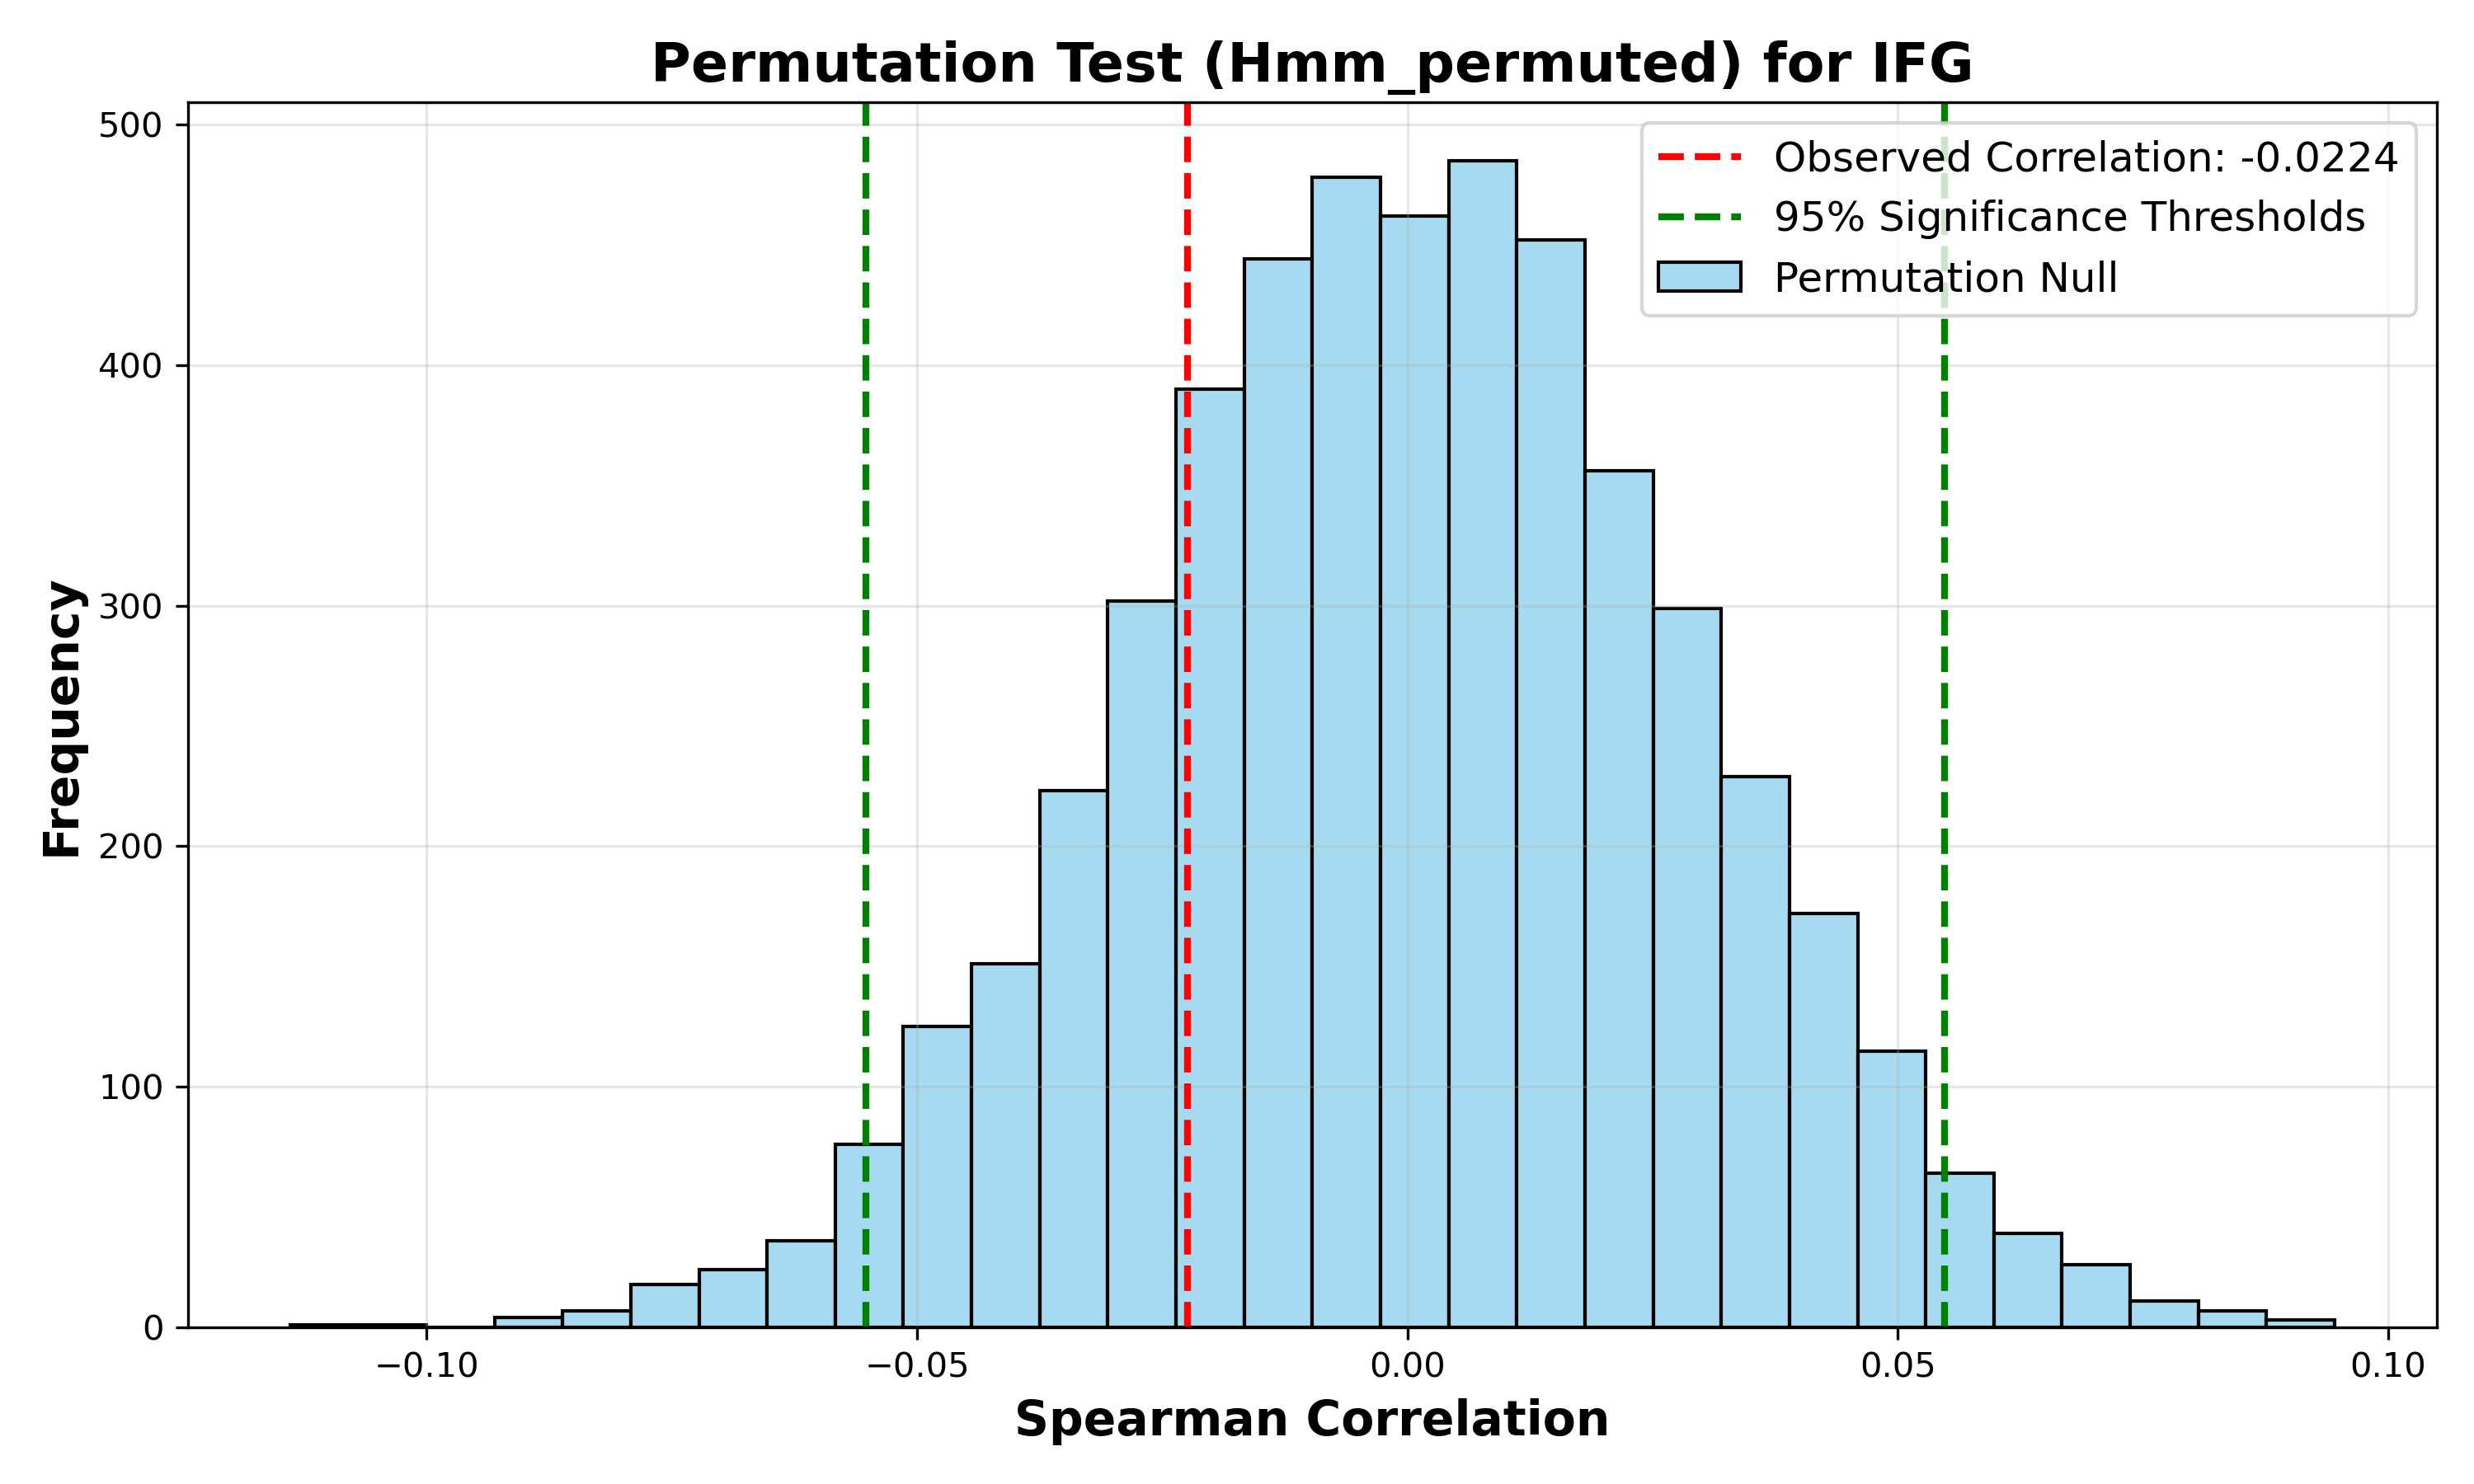 Permutation Test (Hmm_permuted) for IFG
Observed Correlation: -0.0224
95% Significance Thresholds
Permutation Null
Frequency
500
400
300
200
100
0
−0.10
−0.05
0.00
0.05
0.10
Spearman Correlation